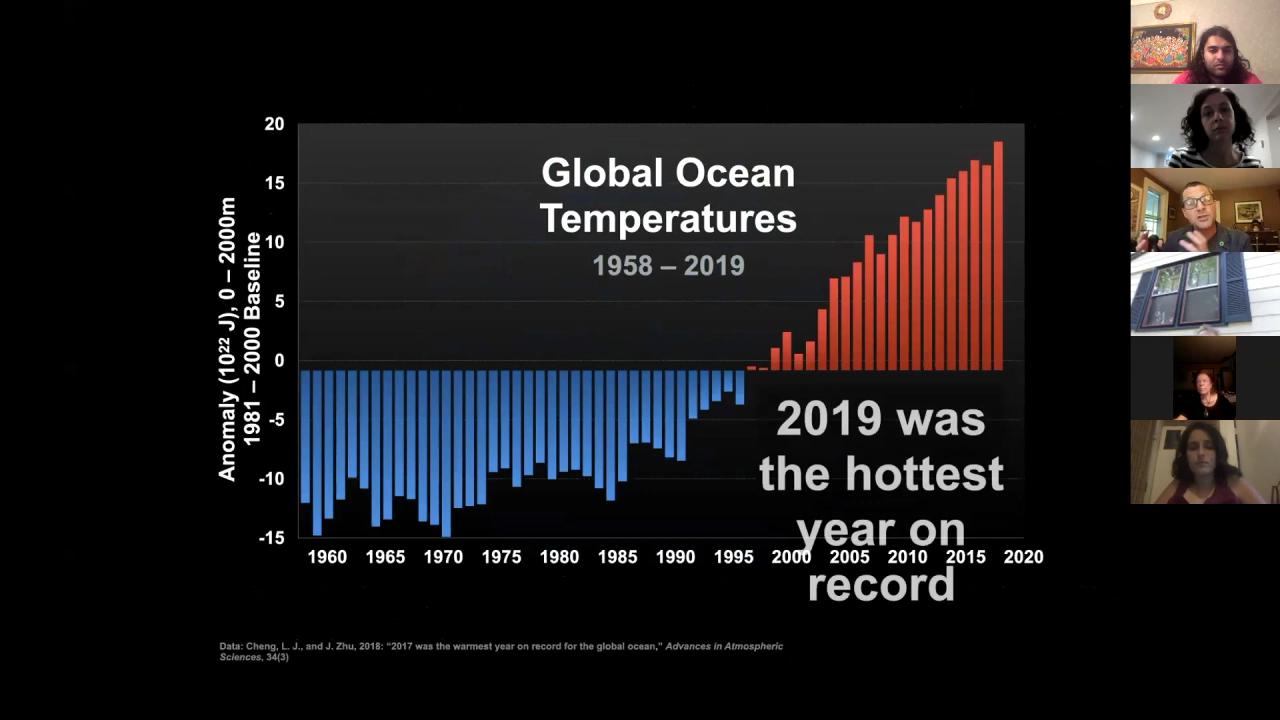 Global Ocean
Temperatures
1958 – 2019
Anomaly (10²² J), 0 – 2000m
1981 – 2000 Baseline
20
15
10
5
0
-5
-10
-15
1960 1965 1970 1975 1980 1985 1990 1995 2000 2005 2010 2015 2020
2019 was
the hottest
year on
record
Data: Cheng, L. J., and J. Zhu, 2018: “2017 was the warmest year on record for the global ocean,” Advances in Atmospheric
Sciences, 34(3)